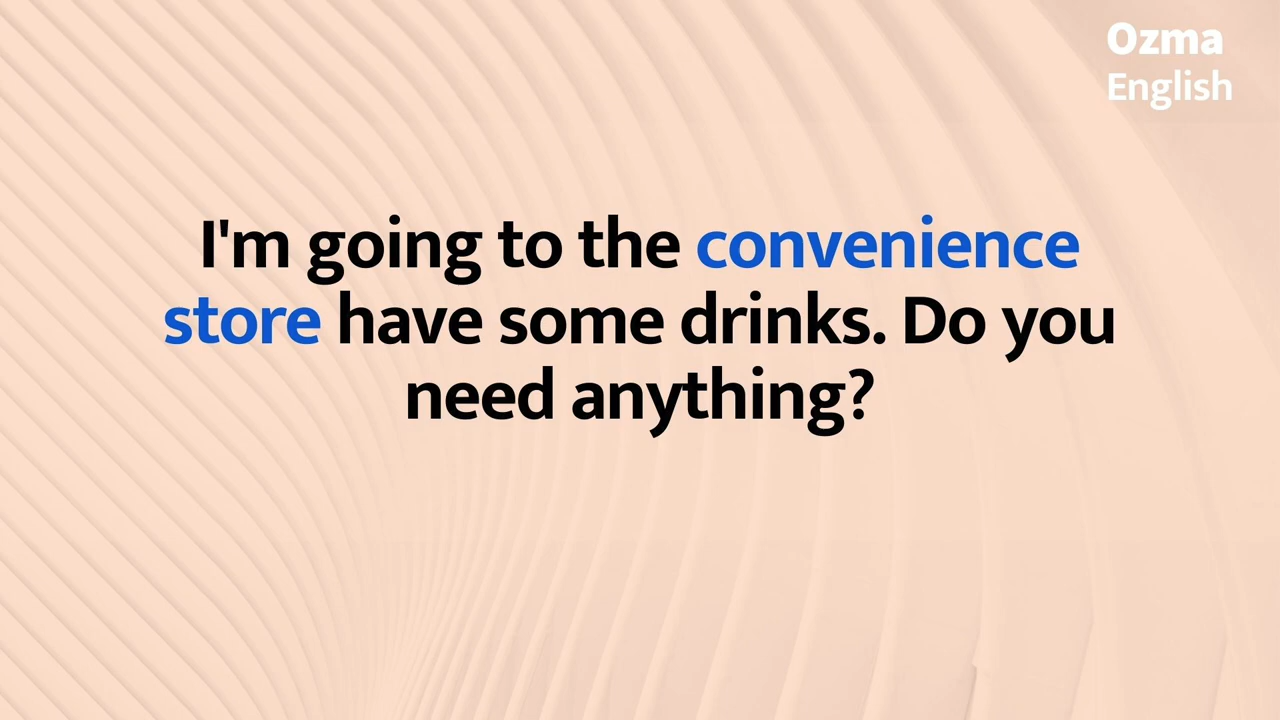 Ozma
English
I'm going to the convenience
store have some drinks. Do you
need anything?